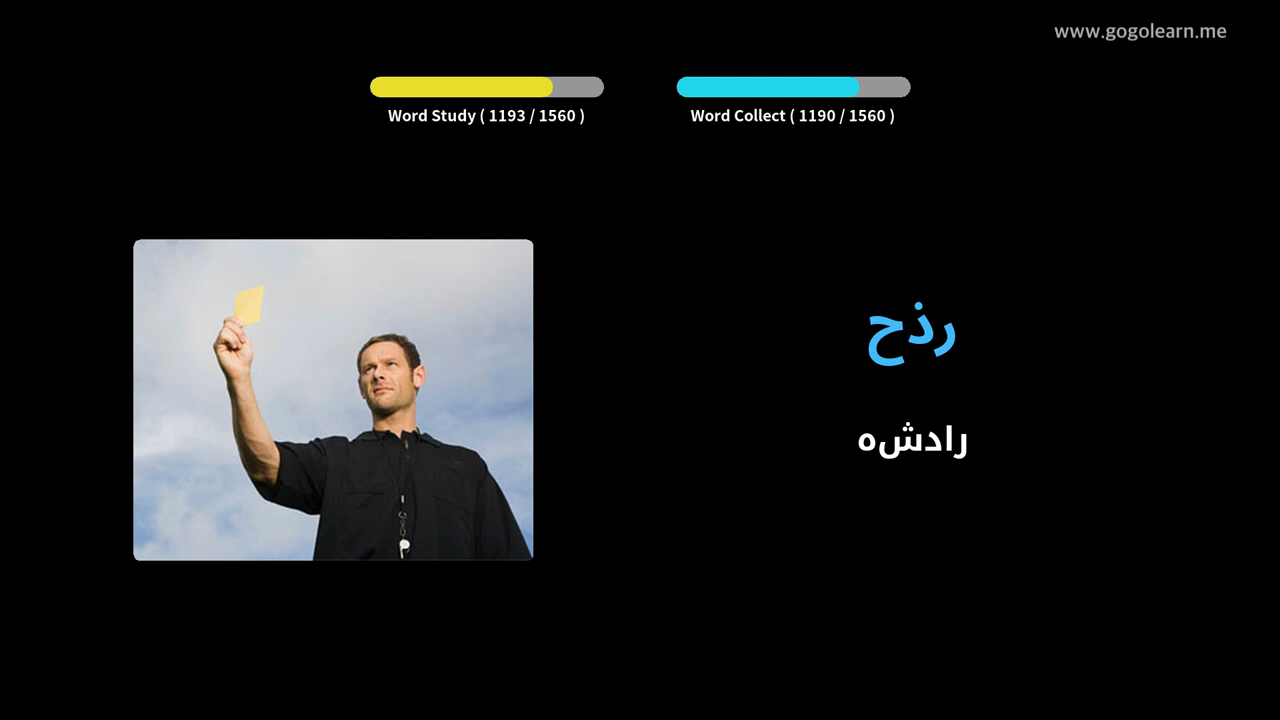 www.gogolearn.me
Word Study ( 1193 / 1560 )
Word Collect ( 1190 / 1560 )
رذح
رادشه